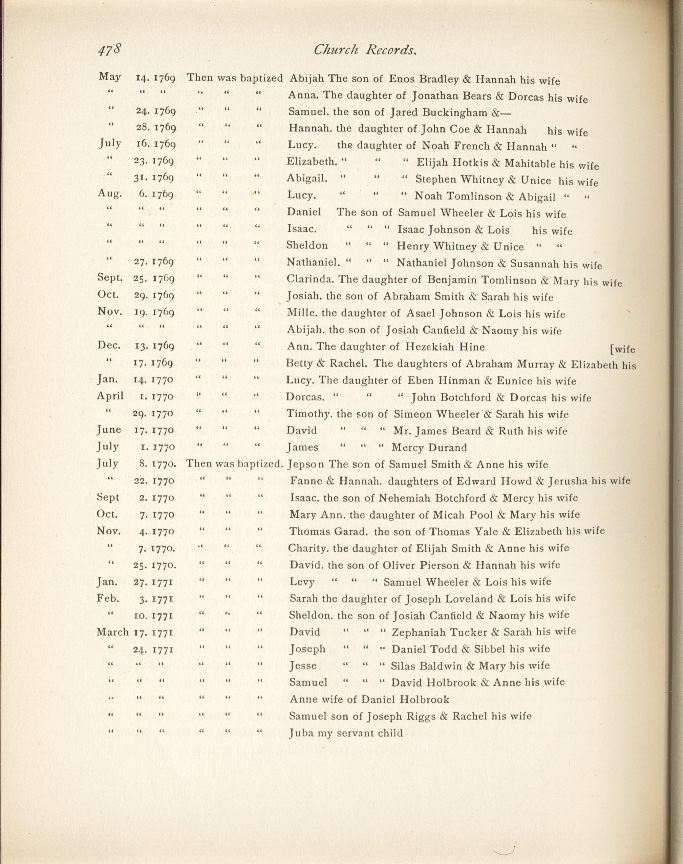 478 Church Records.
May 14. 1769 Then was baptized Abijah The son of Enos Bradley & Hannah his wife
“ “ “ “ “ “ Anna. The daughter of Jonathan Bears & Dorcas his wife
“ 24. 1769 “ “ “ Samuel. the son of Jared Buckingham &—
“ 28. 1769 “ “ “ Hannah. the daughter of John Coe & Hannah his wife
July 16. 1769 “ “ “ Lucy. the daughter of Noah French & Hannah “ “
“ 23. 1769 “ “ “ Elizabeth. “ “ “ Elijah Hotkis & Mahitable his wife
“ 31. 1769 “ “ “ Abigail. “ “ “ Stephen Whitney & Unice his wife
Aug. 6. 1769 “ “ “ Lucy. “ “ “ Noah Tomlinson & Abigail “ “
“ “ “ “ “ “ Daniel The son of Samuel Wheeler & Lois his wife
“ “ “ “ “ “ Isaac. “ “ “ Isaac Johnson & Lois his wife
“ “ “ “ “ “ Sheldon “ “ “ Henry Whitney & Unice “ “
“ 27. 1769 “ “ “ Nathaniel. “ “ “ Nathaniel Johnson & Susannah his wife
Sept. 25. 1769 “ “ “ Clarinda. The daughter of Benjamin Tomlinson & Mary his wife
Oct. 29. 1769 “ “ “ Josiah. the son of Abraham Smith & Sarah his wife
Nov. 19. 1769 “ “ “ Mille. the daughter of Asael Johnson & Lois his wife
“ “ “ “ “ “ Abijah. the son of Josiah Canfield & Naomy his wife
Dec. 13. 1769 “ “ “ Ann. The daughter of Hezekiah Hine [wife
“ 17. 1769 “ “ “ Betty & Rachel. The daughters of Abraham Murray & Elizabeth his
Jan. 14. 1770 “ “ “ Lucy. The daughter of Eben Hinman & Eunice his wife
April 1. 1770 “ “ “ Dorcas. “ “ “ John Botchford & Dorcas his wife
“ 29. 1770 “ “ “ Timothy. the son of Simeon Wheeler & Sarah his wife
June 17. 1770 “ “ “ David “ “ “ Mr. James Beard & Ruth his wife
July 1. 1770 “ “ “ James “ “ “ Mercy Durand
July 8. 1770. Then was baptized. Jepson The son of Samuel Smith & Anne his wife
“ 22. 1770 “ “ “ Fanne & Hannah. daughters of Edward Howd & Jerusha his wife
Sept 2. 1770 “ “ “ Isaac. the son of Nehemiah Botchford & Mercy his wife
Oct. 7. 1770 “ “ “ Mary Ann. the daughter of Micah Pool & Mary his wife
Nov. 4. 1770 “ “ “ Thomas Garad. the son of Thomas Yale & Elizabeth his wife
“ 7. 1770. “ “ “ Charity. the daughter of Elijah Smith & Anne his wife
“ 25. 1770. “ “ “ David. the son of Oliver Pierson & Hannah his wife
Jan. 27. 1771 “ “ “ Levy “ “ “ Samuel Wheeler & Lois his wife
Feb. 3. 1771 “ “ “ Sarah the daughter of Joseph Loveland & Lois his wife
“ 10. 1771 “ “ “ Sheldon. the son of Josiah Canfield & Naomy his wife
March 17. 1771 “ “ “ David “ “ “ Zephaniah Tucker & Sarah his wife
“ 24. 1771 “ “ “ Joseph “ “ “ Daniel Todd & Sibbel his wife
“ “ “ “ “ “ Jesse “ “ “ Silas Baldwin & Mary his wife
“ “ “ “ “ “ Samuel “ “ “ David Holbrook & Anne his wife
“ “ “ “ “ “ Anne wife of Daniel Holbrook
“ “ “ “ “ “ Samuel son of Joseph Riggs & Rachel his wife
“ “ “ “ “ “ Juba my servant child